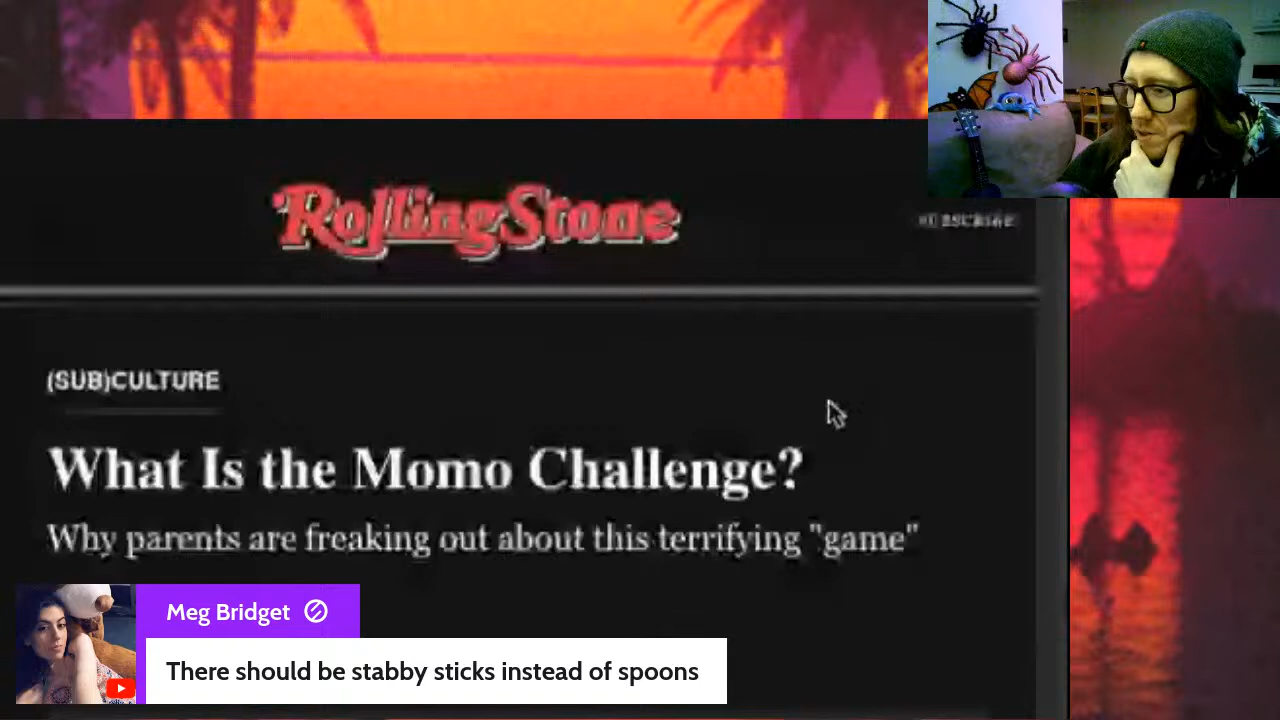 RollingStone
SUBSCRIBE
(SUB)CULTURE
What Is the Momo Challenge?
Why parents are freaking out about this terrifying "game"
Meg Bridget
There should be stabby sticks instead of spoons